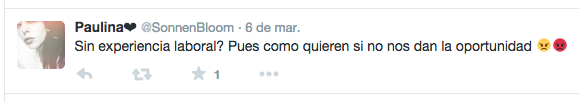 Paulina❤ @SonnenBloom · 6 de mar.
Sin experiencia laboral? Pues como quieren si no nos dan la oportunidad 😠😡
1